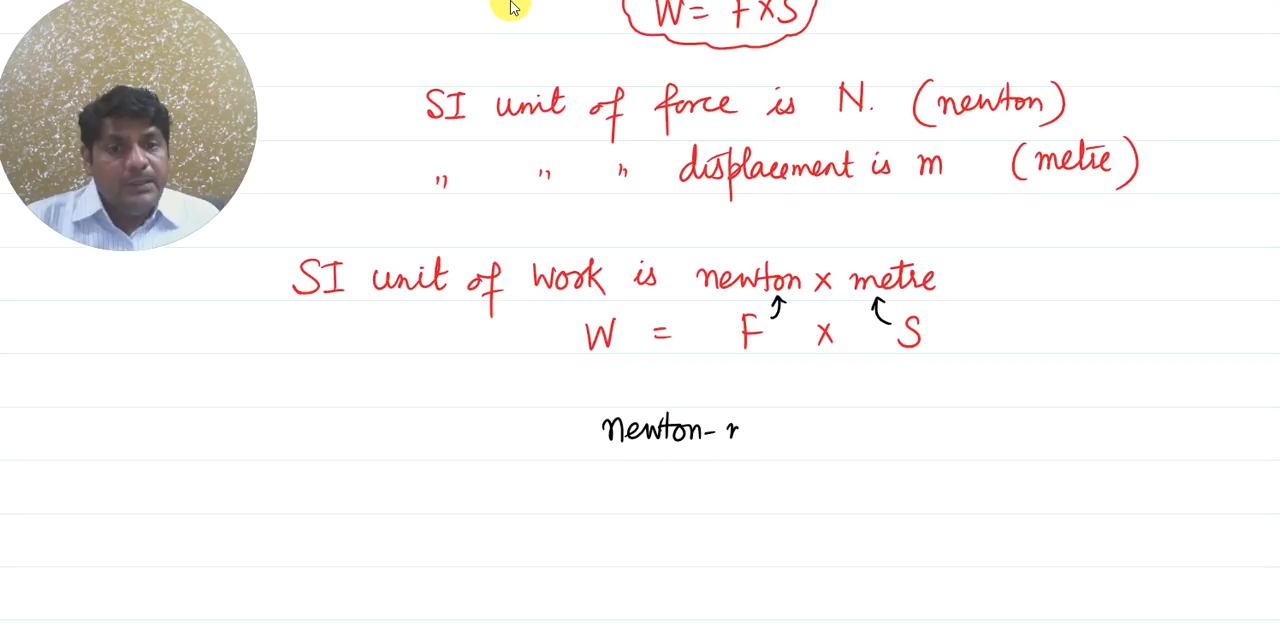 W = F x S
SI unit of force is N. (newton)
" " " displacement is m (metre)
SI unit of work is newton x metre
W = F x S
newton-